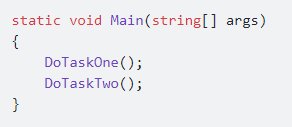 static void Main(string[] args)
{
    DoTaskOne();
    DoTaskTwo();
}